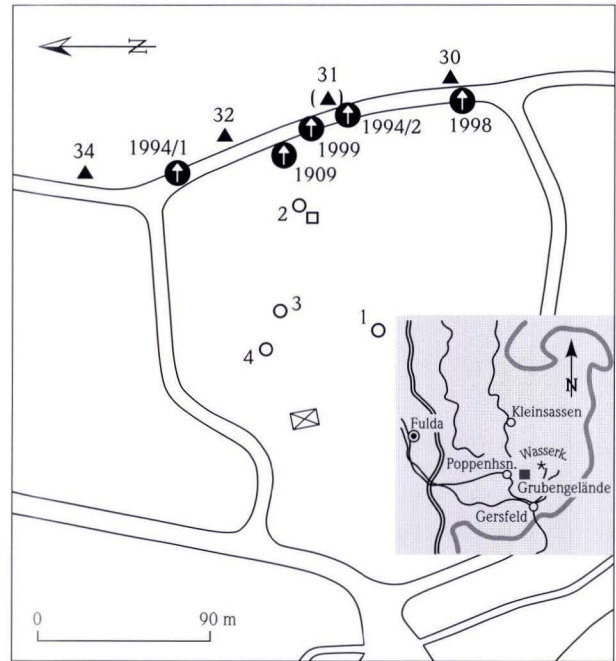 N
30
31
( )
32
34
1994/1
1994/2
1998
1999
1909
2
3
1
4
N
Kleinsassen
Fulda
Wasserk.
Poppenhsn.
Grubengelände
Gersfeld
0 90 m